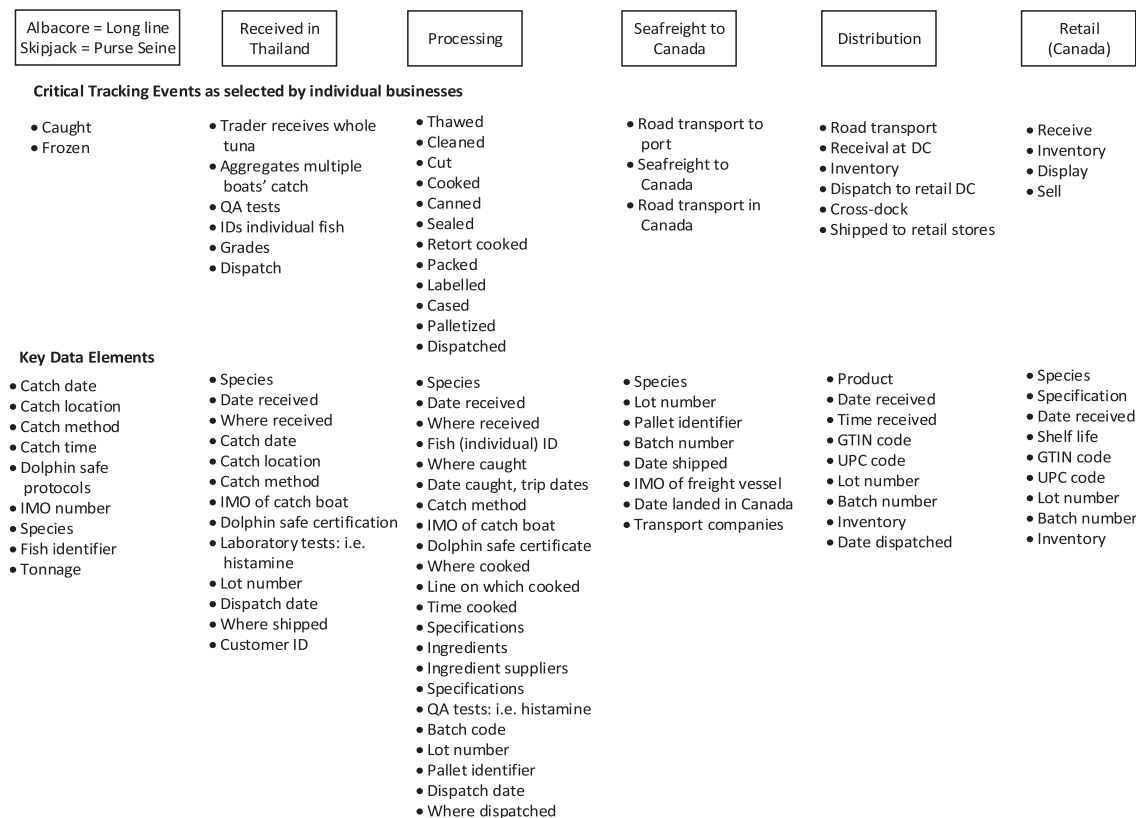 Albacore = Long line
Skipjack = Purse Seine
Received in
Thailand
Processing
Seafreight to
Canada
Distribution
Retail
(Canada)
Critical Tracking Events as selected by individual businesses
• Caught
• Frozen
• Trader receives whole
tuna
• Aggregates multiple
boats’ catch
• QA tests
• IDs individual fish
• Grades
• Dispatch
• Thawed
• Cleaned
• Cut
• Cooked
• Canned
• Sealed
• Retort cooked
• Packed
• Labelled
• Cased
• Palletized
• Dispatched
• Road transport to
port
• Seafreight to
Canada
• Road transport in
Canada
• Road transport
• Receival at DC
• Inventory
• Dispatch to retail DC
• Cross-dock
• Shipped to retail stores
• Receive
• Inventory
• Display
• Sell
Key Data Elements
• Catch date
• Catch location
• Catch method
• Catch time
• Dolphin safe
protocols
• IMO number
• Species
• Fish identifier
• Tonnage
• Species
• Date received
• Where received
• Catch date
• Catch location
• Catch method
• IMO of catch boat
• Dolphin safe certification
• Laboratory tests: i.e.
histamine
• Lot number
• Dispatch date
• Where shipped
• Customer ID
• Species
• Date received
• Where received
• Fish (individual) ID
• Where caught
• Date caught, trip dates
• Catch method
• IMO of catch boat
• Dolphin safe certificate
• Where cooked
• Line on which cooked
• Time cooked
• Specifications
• Ingredients
• Ingredient suppliers
• Specifications
• QA tests: i.e. histamine
• Batch code
• Lot number
• Pallet identifier
• Dispatch date
• Where dispatched
• Species
• Lot number
• Pallet identifier
• Batch number
• Date shipped
• IMO of freight vessel
• Date landed in Canada
• Transport companies
• Product
• Date received
• Time received
• GTIN code
• UPC code
• Lot number
• Batch number
• Inventory
• Date dispatched
• Species
• Specification
• Date received
• Shelf life
• GTIN code
• UPC code
• Lot number
• Batch number
• Inventory